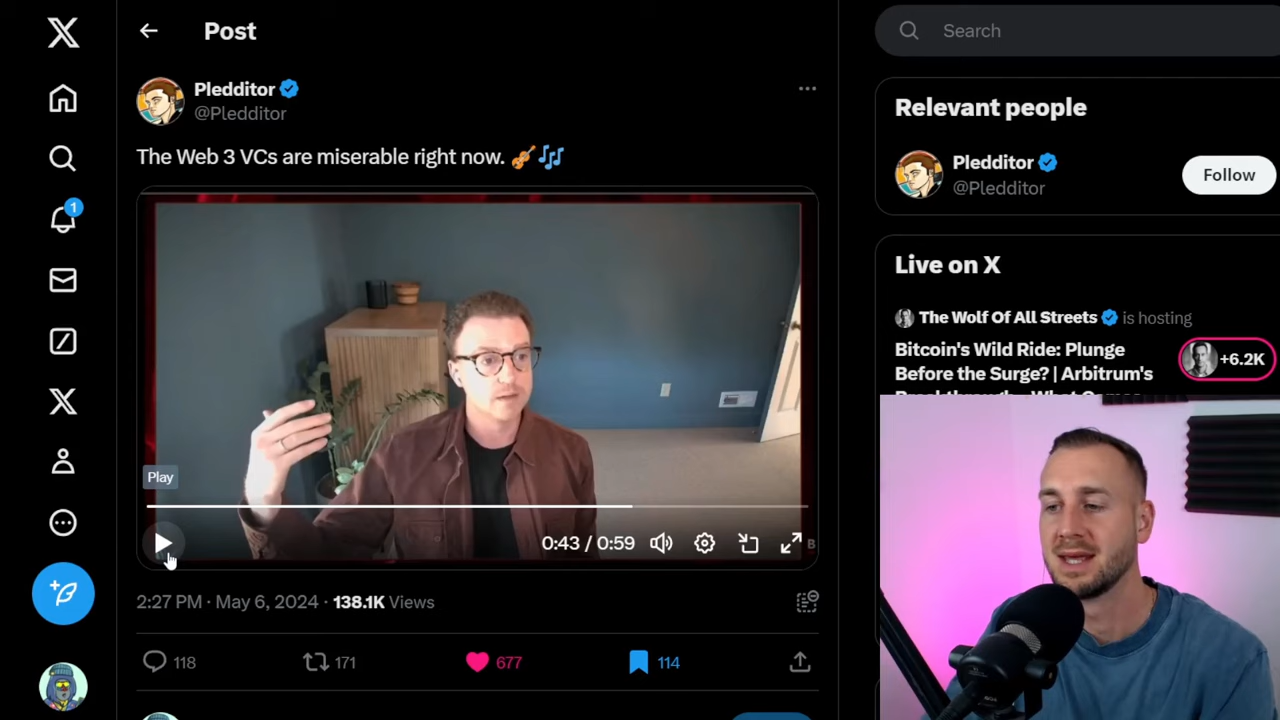 Post
Search
Pledditor
@Pledditor
The Web 3 VCs are miserable right now. 🎻🎶
Play
0:43 / 0:59
2:27 PM · May 6, 2024 · 138.1K Views
118
171
677
114
1
Relevant people
Pledditor
@Pledditor
Follow
Live on X
The Wolf Of All Streets is hosting
Bitcoin's Wild Ride: Plunge
Before the Surge? | Arbitrum's
+6.2K